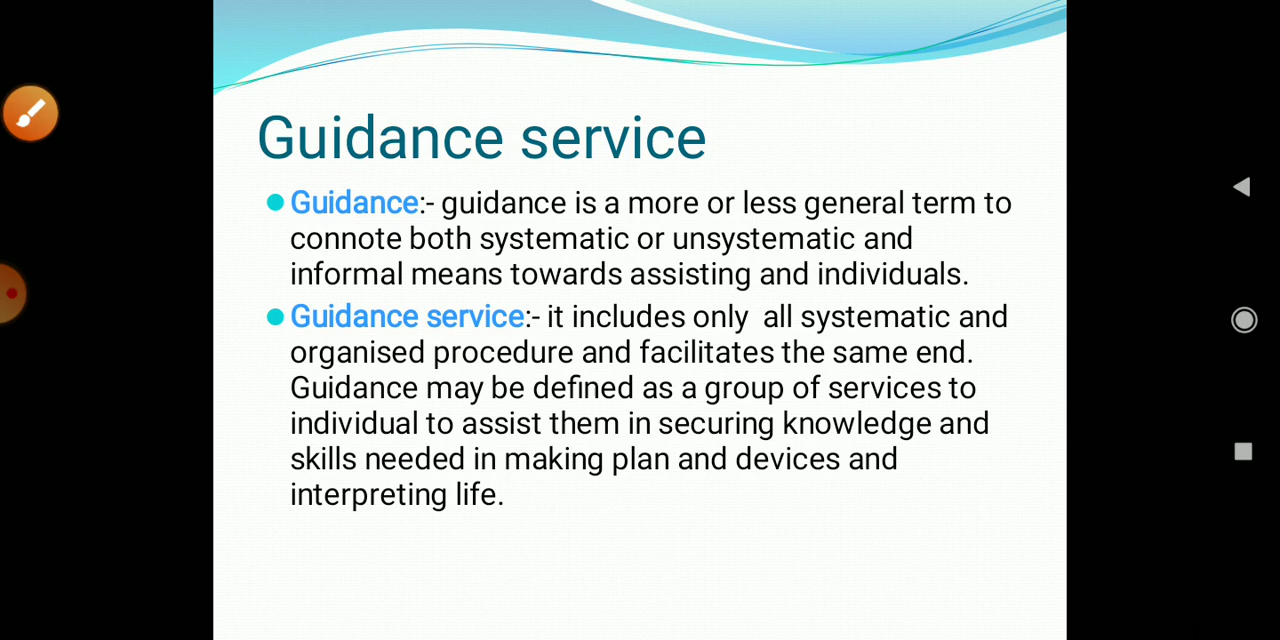 Guidance service
Guidance:- guidance is a more or less general term to
connote both systematic or unsystematic and
informal means towards assisting and individuals.
Guidance service:- it includes only  all systematic and
organised procedure and facilitates the same end.
Guidance may be defined as a group of services to
individual to assist them in securing knowledge and
skills needed in making plan and devices and
interpreting life.